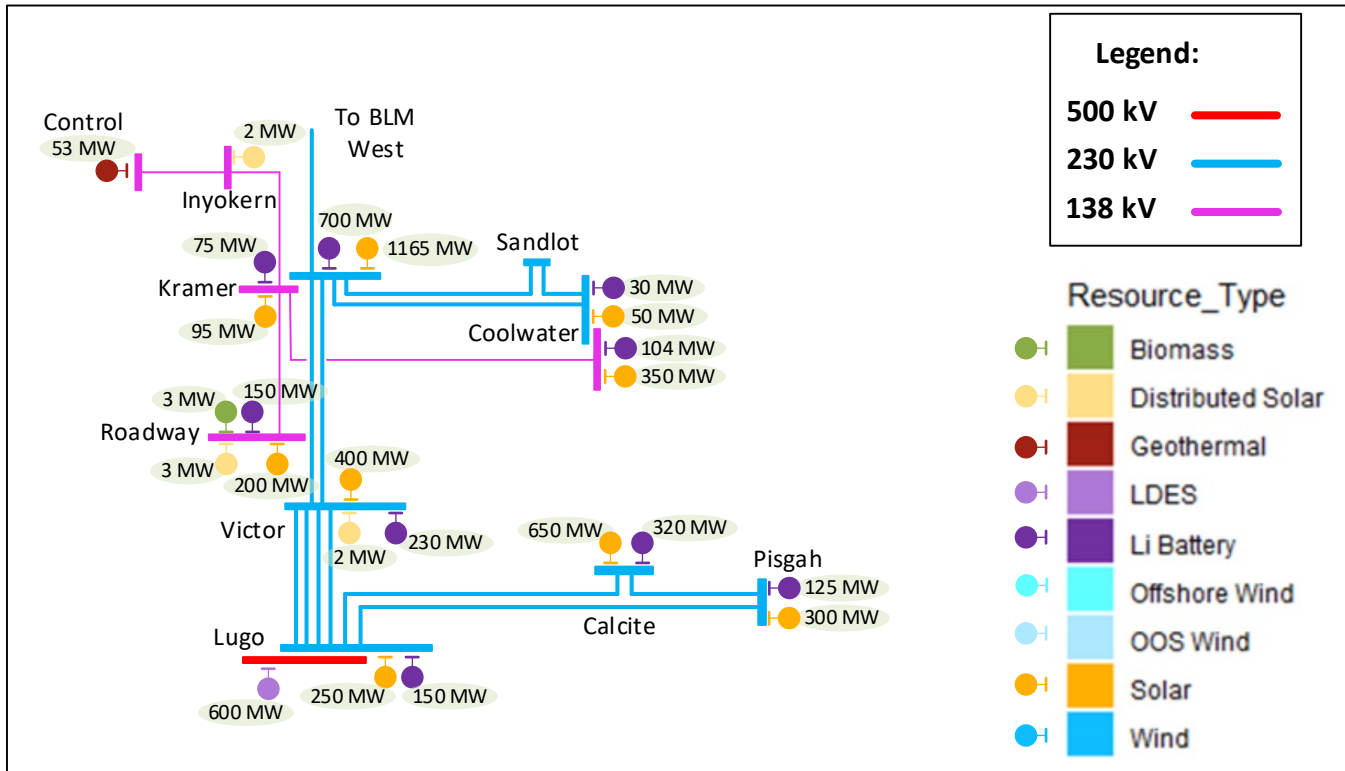 Legend:
500 kV
230 kV
138 kV
Control
53 MW
2 MW
To BLM
West
Inyokern
700 MW
1165 MW
Sandlot
75 MW
Kramer
95 MW
30 MW
50 MW
Coolwater
104 MW
350 MW
3 MW
150 MW
Roadway
3 MW
200 MW
400 MW
Victor
2 MW
230 MW
650 MW
320 MW
Pisgah
125 MW
300 MW
Calcite
Lugo
600 MW
250 MW
150 MW
Resource_Type
Biomass
Distributed Solar
Geothermal
LDES
Li Battery
Offshore Wind
OOS Wind
Solar
Wind